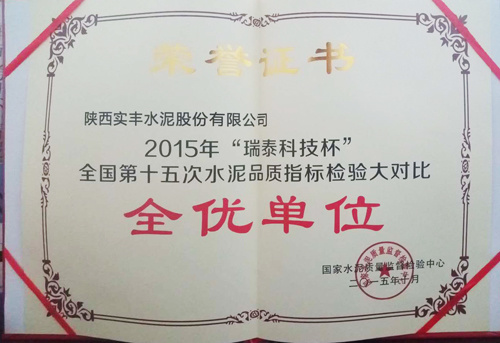 荣誉证书
陕西实丰水泥股份有限公司
2015年“瑞泰科技杯”
全国第十五次水泥品质指标检验大对比
全优单位
国家水泥质量监督检验中心
二〇一五年十月